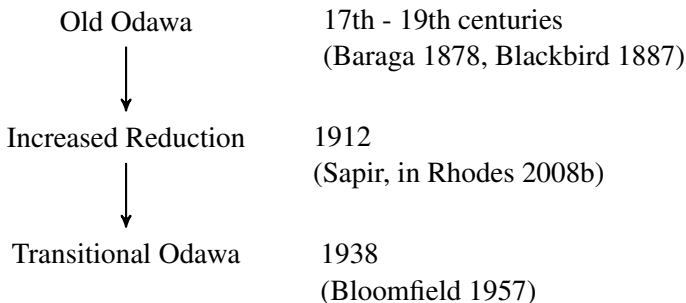 Old Odawa 17th - 19th centuries
(Baraga 1878, Blackbird 1887)
Increased Reduction 1912
(Sapir, in Rhodes 2008b)
Transitional Odawa 1938
(Bloomfield 1957)